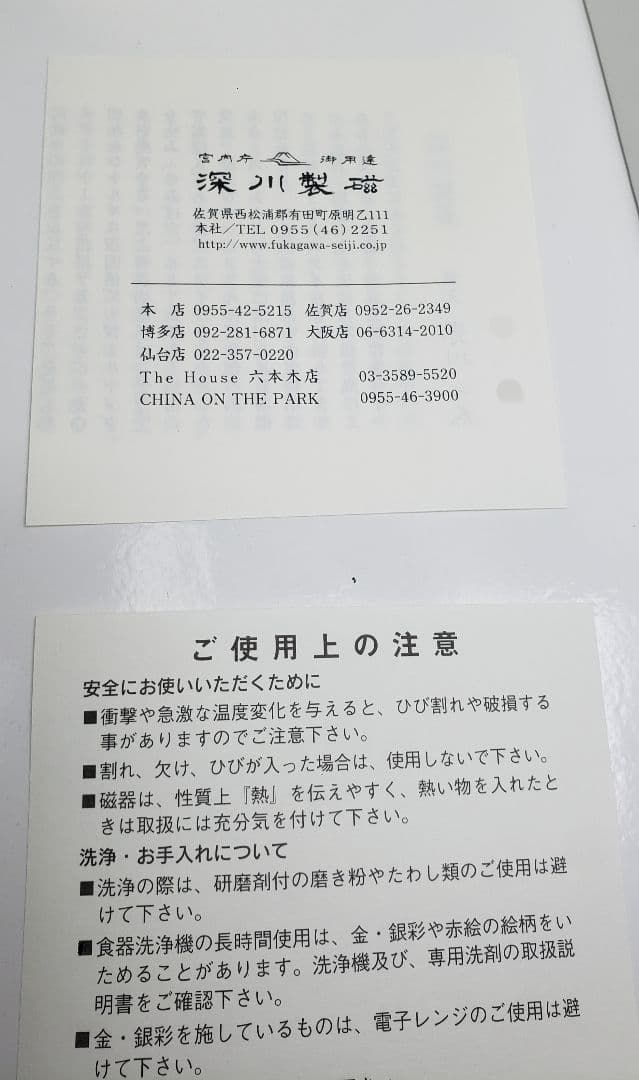 宮内庁 御用達
深川製磁
佐賀県西松浦郡有田町原明乙111
本社/TEL 0955(46)2251
http://www.fukagawa-seiji.co.jp
本 店 0955-42-5215 佐賀店 0952-26-2349
博多店 092-281-6871 大阪店 06-6314-2010
仙台店 022-357-0220
The House 六本木店 03-3589-5520
CHINA ON THE PARK 0955-46-3900
ご使用上の注意
安全にお使いいただくために
■衝撃や急激な温度変化を与えると、ひび割れや破損する
事がありますのでご注意下さい。
■割れ、欠け、ひびが入った場合は、使用しないで下さい。
■磁器は、性質上『熱』を伝えやすく、熱い物を入れたと
きは取扱には充分気を付けて下さい。
洗浄・お手入れについて
■洗浄の際は、研磨剤付の磨き粉やたわし類のご使用は避
けて下さい。
■食器洗浄機の長時間使用は、金・銀彩や赤絵の絵柄をい
ためることがあります。洗浄機及び、専用洗剤の取扱説
明書をご確認下さい。
■金・銀彩を施しているものは、電子レンジのご使用は避
けて下さい。